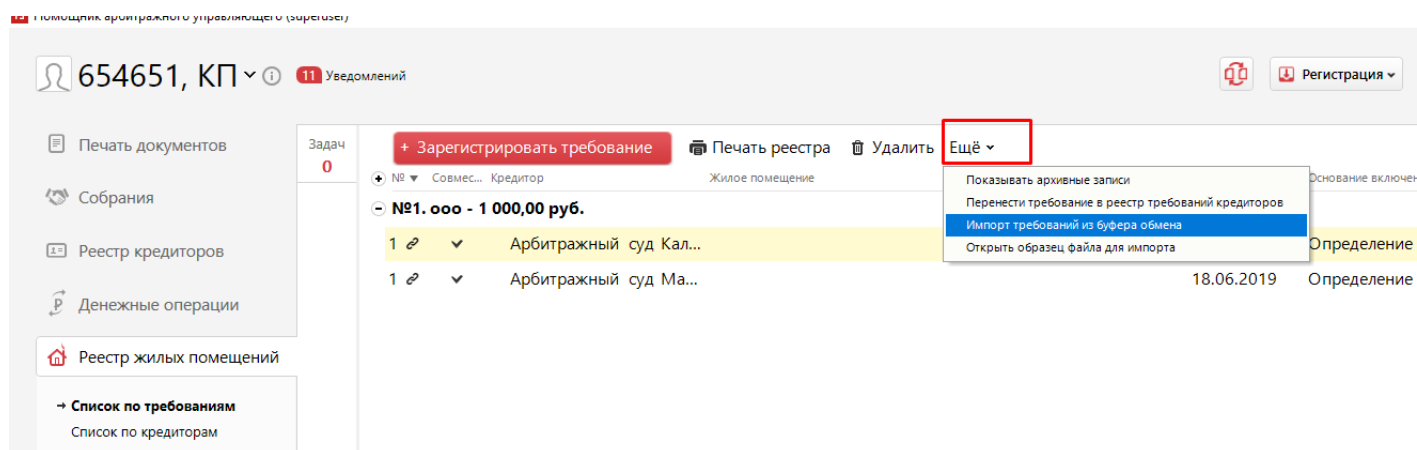 Помощник арбитражного управляющего (superuser)
654651, КП
11 Уведомлений
Регистрация
Печать документов
Собрания
Реестр кредиторов
Денежные операции
Реестр жилых помещений
→ Список по требованиям
Список по кредиторам
Задач
0
+ Зарегистрировать требование
Печать реестра
Удалить
Ещё
№ Совмес... Кредитор Жилое помещение Основание включен
Показывать архивные записи
Перенести требование в реестр требований кредиторов
Импорт требований из буфера обмена
Открыть образец файла для импорта
№1. ооо - 1 000,00 руб.
1 Арбитражный суд Кал... Определение
1 Арбитражный суд Ма... 18.06.2019 Определение